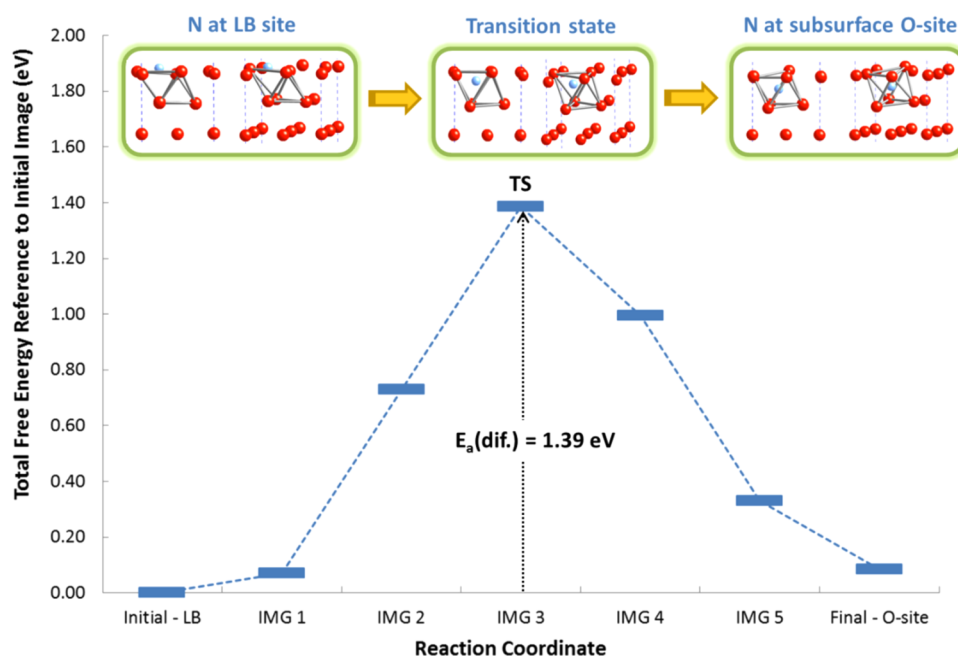 N at LB site
Transition state
N at subsurface O-site
Total Free Energy Reference to Initial Image (eV)
2.00
1.80
1.60
1.40
1.20
1.00
0.80
0.60
0.40
0.20
0.00
TS
Ea(dif.) = 1.39 eV
Initial - LB
IMG 1
IMG 2
IMG 3
IMG 4
IMG 5
Final - O-site
Reaction Coordinate